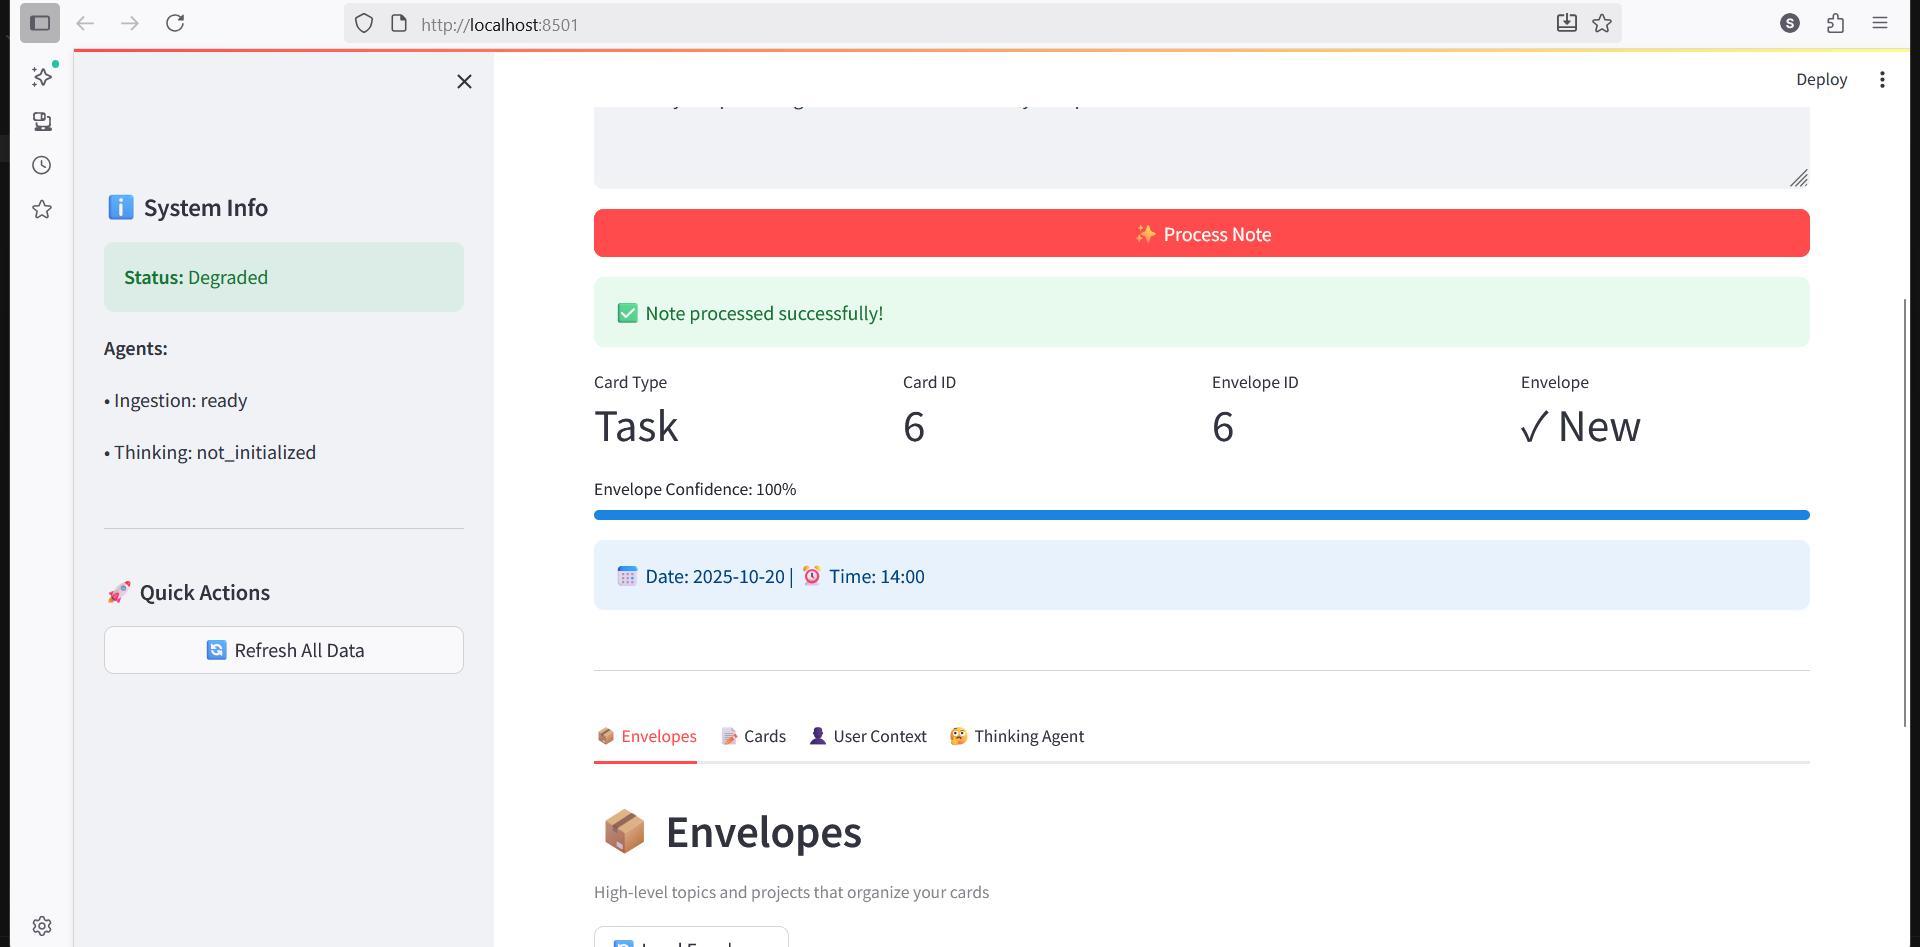 http://localhost:8501
S
Deploy
System Info
Status: Degraded
Agents:
• Ingestion: ready
• Thinking: not_initialized
Quick Actions
Refresh All Data
Process Note
Note processed successfully!
Card Type
Card ID
Envelope ID
Envelope
Task
6
6
✓ New
Envelope Confidence: 100%
Date: 2025-10-20 | Time: 14:00
Envelopes
Cards
User Context
Thinking Agent
Envelopes
High-level topics and projects that organize your cards